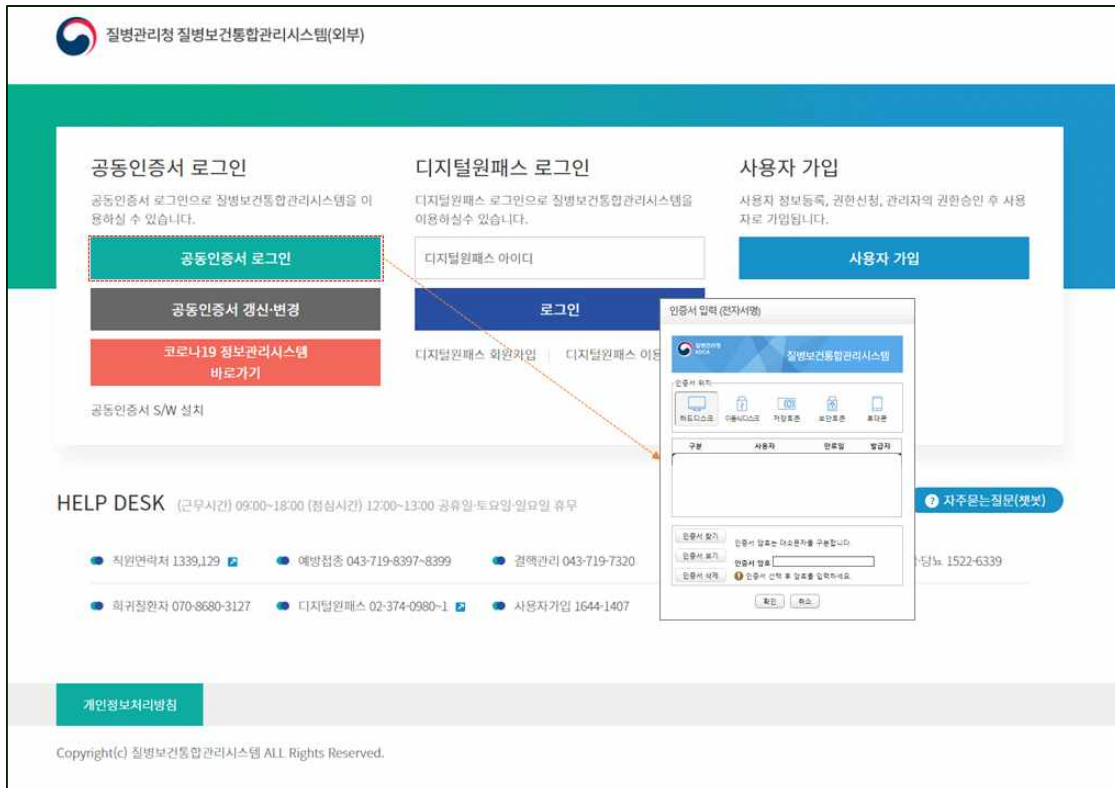 질병관리청 질병보건통합관리시스템(외부)
공동인증서 로그인
공동인증서 로그인으로 질병보건통합관리시스템을 이
용하실 수 있습니다.
공동인증서 로그인
공동인증서 갱신·변경
코로나19 정보관리시스템
바로가기
공동인증서 S/W 설치
디지털원패스 로그인
디지털원패스 로그인으로 질병보건통합관리시스템을
이용하실수 있습니다.
디지털원패스 아이디
로그인
디지털원패스 회원가입
디지털원패스 이용
사용자 가입
사용자 정보등록, 권한신청, 관리자의 권한승인 후 사용
자로 가입됩니다.
사용자 가입
인증서 입력 (전자서명)
질병관리청
KDCA
질병보건통합관리시스템
인증서 위치
하드디스크 이동식디스크 저장토큰 보안토큰 휴대폰
구분 사용자 만료일 발급자
인증서 찾기
인증서 암호는 대소문자를 구분합니다.
인증서 보기
인증서 암호
인증서 삭제
인증서 선택 후 암호를 입력하세요.
확인 취소
HELP DESK (근무시간) 09:00~18:00 (점심시간) 12:00~13:00 공휴일·토요일·일요일 휴무
자주묻는질문(챗봇)
직원연락처 1339,129 예방접종 043-719-8397~8399 결핵관리 043-719-7320 당뇨 1522-6339
희귀질환자 070-8680-3127 디지털원패스 02-374-0980~1 사용자가입 1644-1407
개인정보처리방침
Copyright(c) 질병보건통합관리시스템 ALL Rights Reserved.